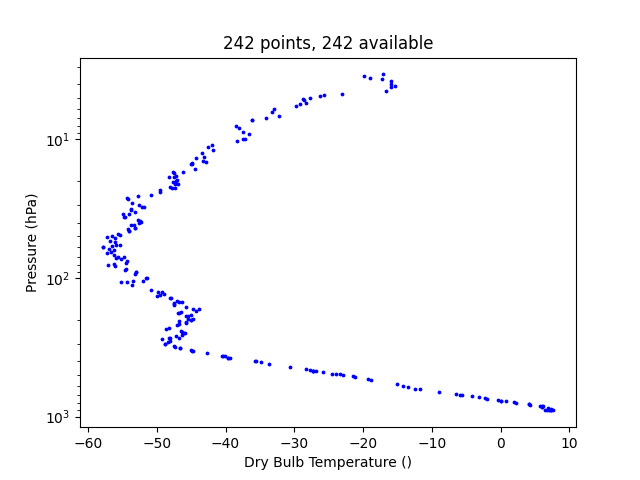 242 points, 242 available
10¹
10²
10³
Pressure (hPa)
−60 −50 −40 −30 −20 −10 0 10
Dry Bulb Temperature ()